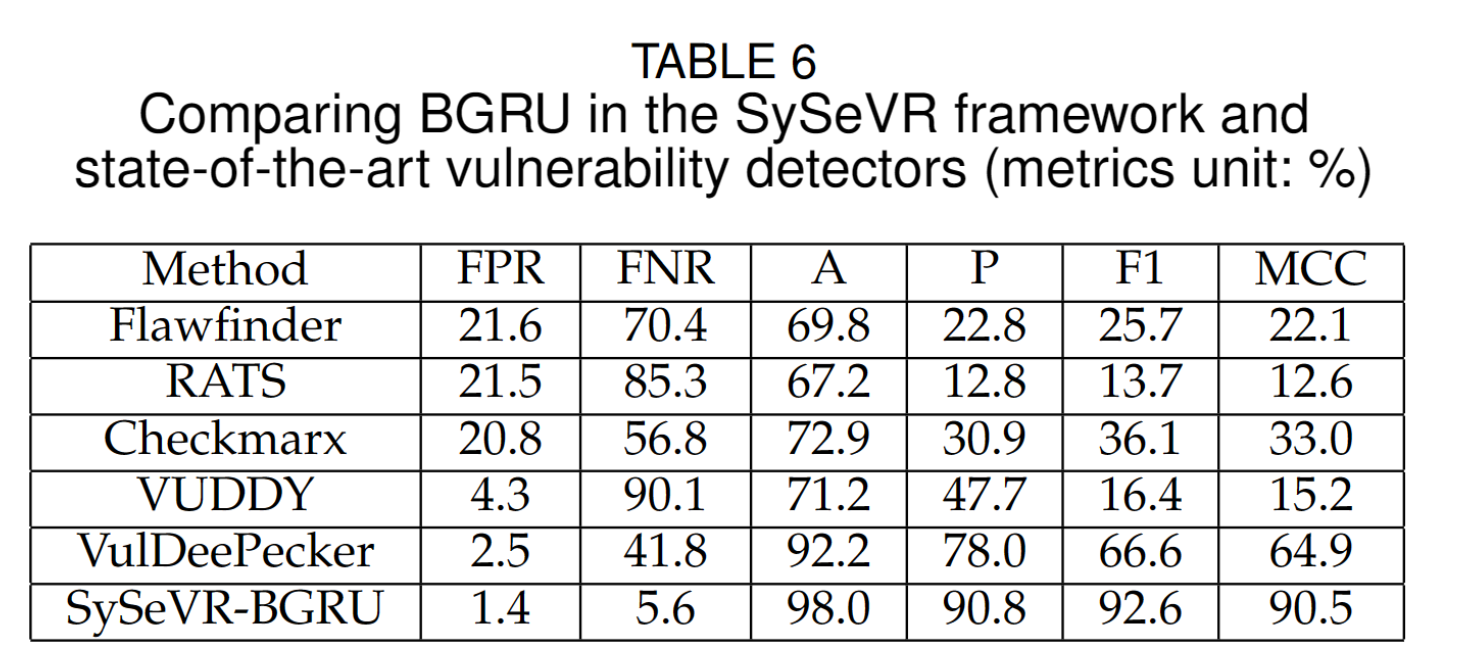 TABLE 6
Comparing BGRU in the SySeVR framework and
state-of-the-art vulnerability detectors (metrics unit: %)
Method FPR FNR A P F1 MCC
Flawfinder 21.6 70.4 69.8 22.8 25.7 22.1
RATS 21.5 85.3 67.2 12.8 13.7 12.6
Checkmarx 20.8 56.8 72.9 30.9 36.1 33.0
VUDDY 4.3 90.1 71.2 47.7 16.4 15.2
VulDeePecker 2.5 41.8 92.2 78.0 66.6 64.9
SySeVR-BGRU 1.4 5.6 98.0 90.8 92.6 90.5